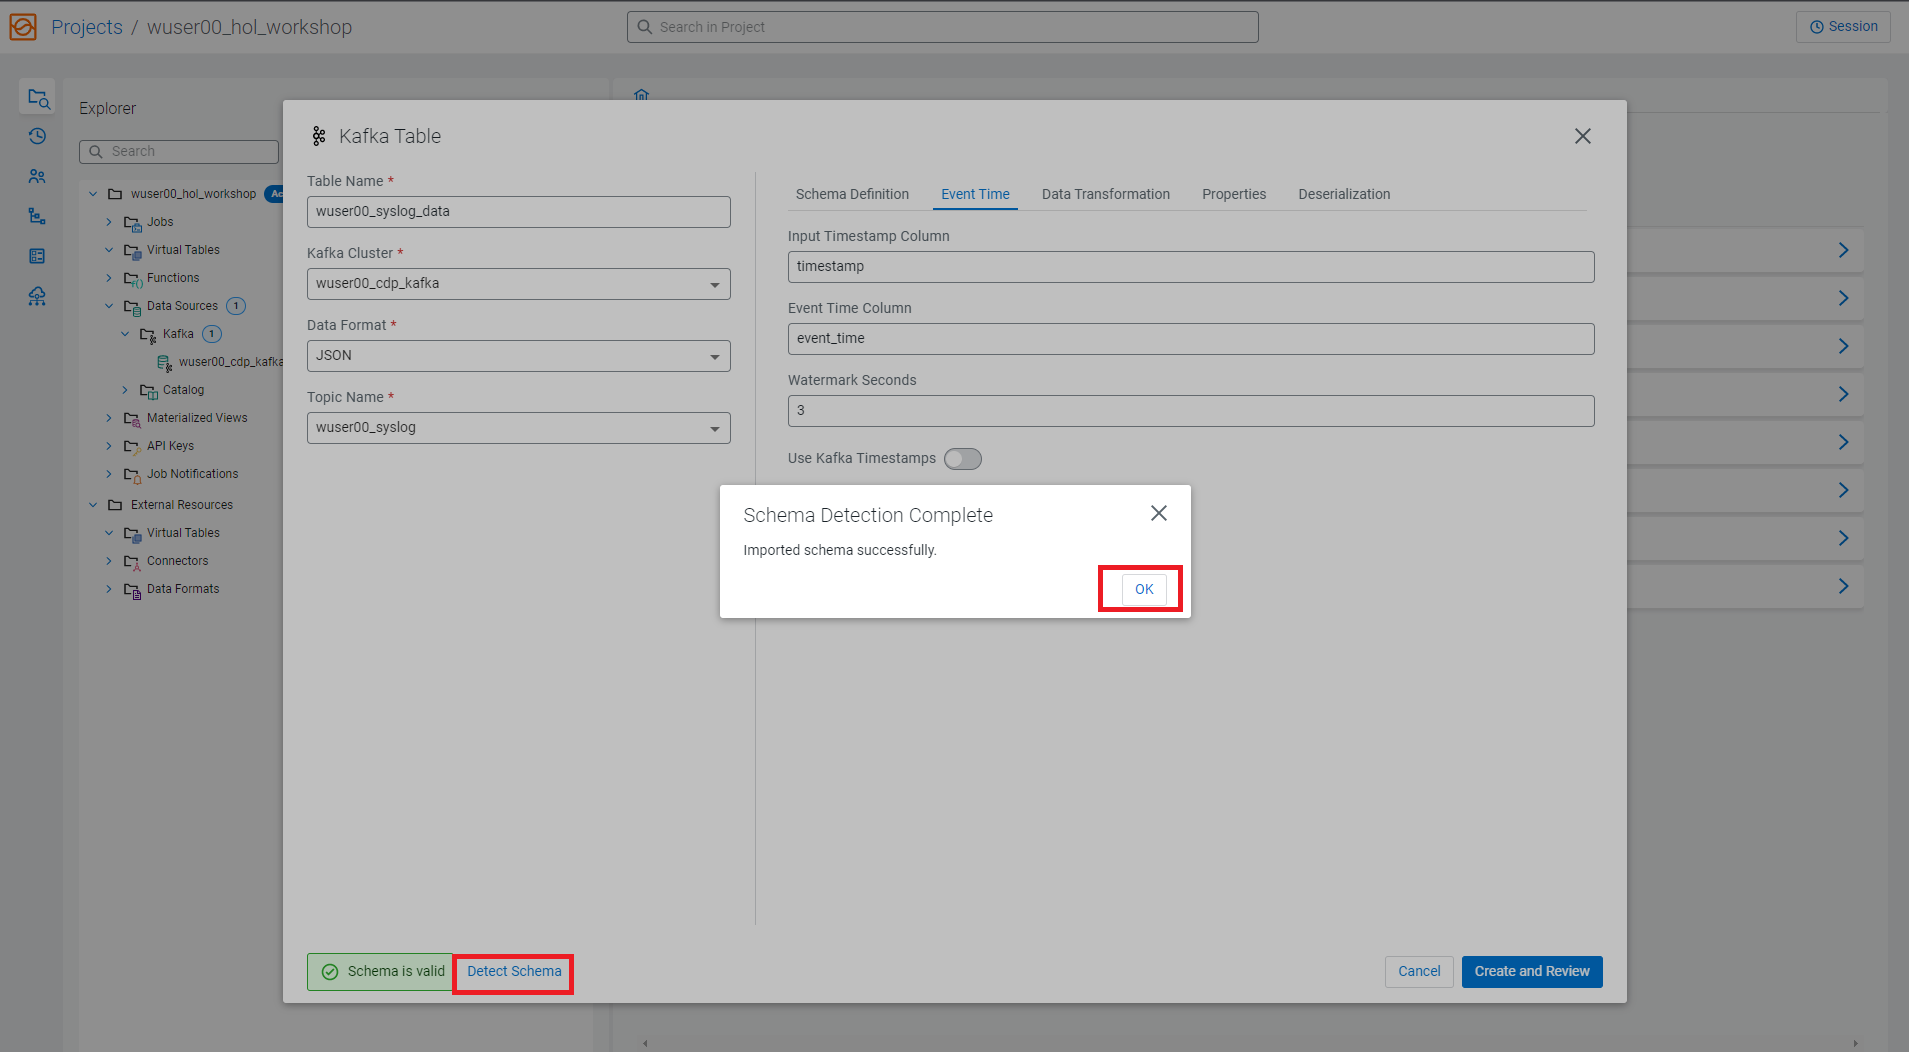 Projects / wuser00_hol_workshop
Search in Project
Session
Explorer
Search
wuser00_hol_workshop
Jobs
Virtual Tables
Functions
Data Sources 1
Kafka 1
wuser00_cdp_kafka
Catalog
Materialized Views
API Keys
Job Notifications
External Resources
Virtual Tables
Connectors
Data Formats
Kafka Table
Table Name *
wuser00_syslog_data
Kafka Cluster *
wuser00_cdp_kafka
Data Format *
JSON
Topic Name *
wuser00_syslog
Schema Definition
Event Time
Data Transformation
Properties
Deserialization
Input Timestamp Column
timestamp
Event Time Column
event_time
Watermark Seconds
3
Use Kafka Timestamps
Schema Detection Complete
Imported schema successfully.
OK
Schema is valid
Detect Schema
Cancel
Create and Review